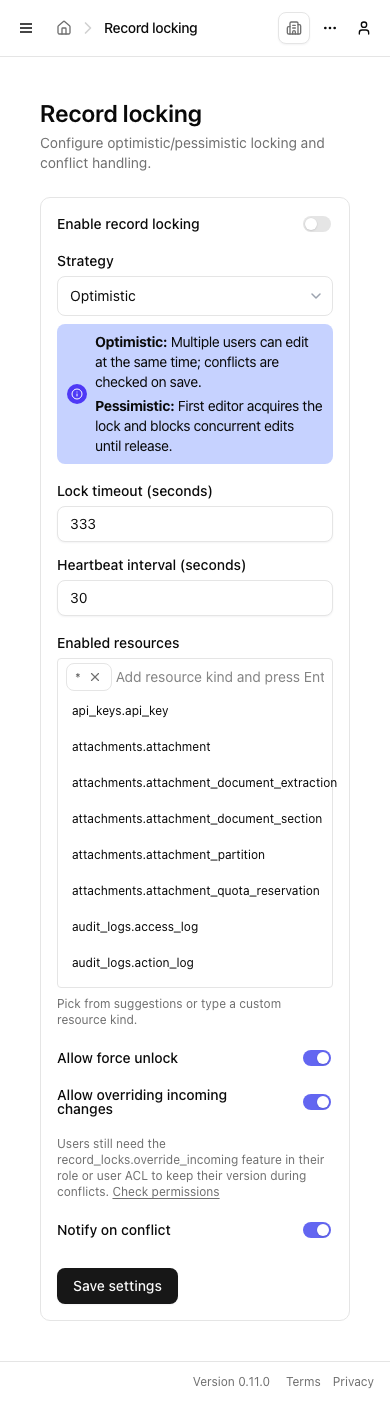 Record locking
Record locking
Configure optimistic/pessimistic locking and
conflict handling.
Enable record locking
Strategy
Optimistic
Optimistic: Multiple users can edit
at the same time; conflicts are
checked on save.
Pessimistic: First editor acquires the
lock and blocks concurrent edits
until release.
Lock timeout (seconds)
333
Heartbeat interval (seconds)
30
Enabled resources
* Add resource kind and press Ent
api_keys.api_key
attachments.attachment
attachments.attachment_document_extraction
attachments.attachment_document_section
attachments.attachment_partition
attachments.attachment_quota_reservation
audit_logs.access_log
audit_logs.action_log
Pick from suggestions or type a custom
resource kind.
Allow force unlock
Allow overriding incoming
changes
Users still need the
record_locks.override_incoming feature in their
role or user ACL to keep their version during
conflicts. Check permissions
Notify on conflict
Save settings
Version 0.11.0 Terms Privacy